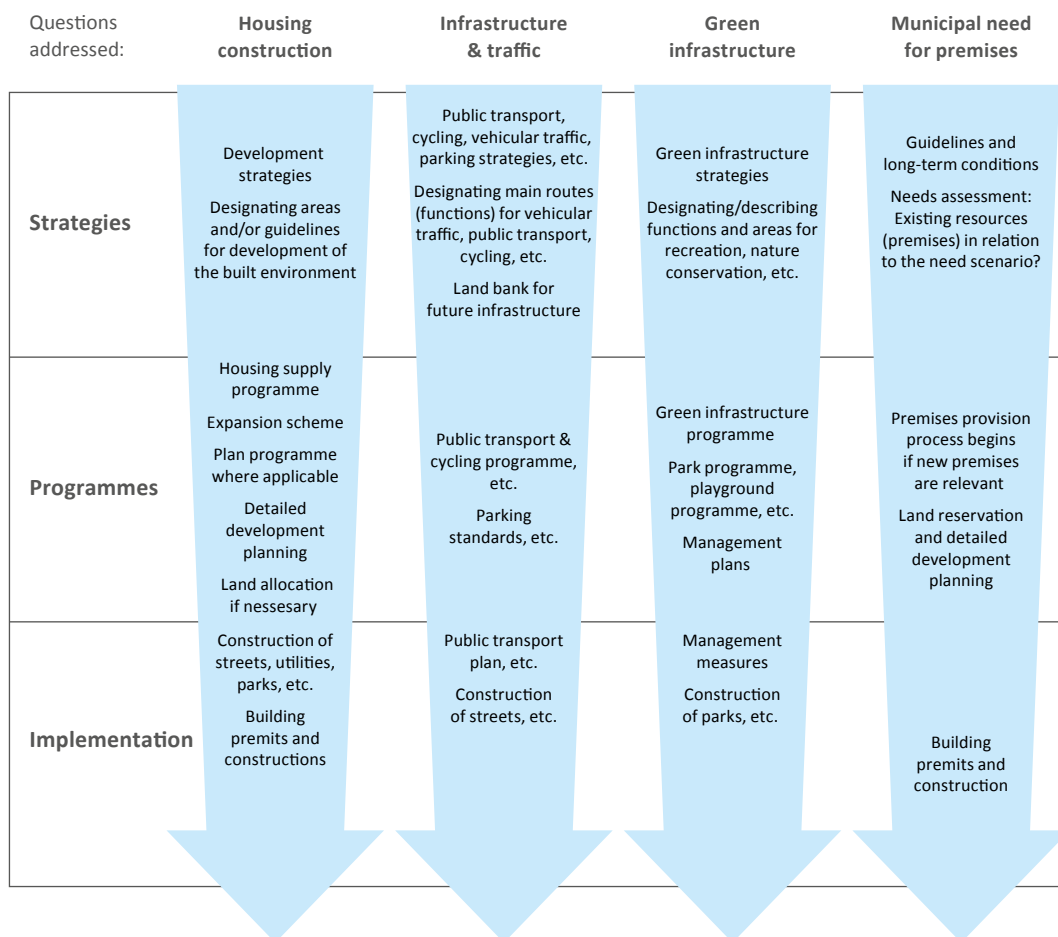 Questions
addressed:
Housing
construction
Infrastructure
& traffic
Green
infrastructure
Municipal need
for premises
Strategies
Development
strategies
Designating areas
and/or guidelines
for development of
the built environment
Public transport,
cycling, vehicular traffic,
parking strategies, etc.
Designating main routes
(functions) for vehicular
traffic, public transport,
cycling, etc.
Land bank for
future infrastructure
Green infrastructure
strategies
Designating/describing
functions and areas for
recreation, nature
conservation, etc.
Guidelines and
long-term conditions
Needs assessment:
Existing resources
(premises) in relation
to the need scenario?
Programmes
Housing supply
programme
Expansion scheme
Plan programme
where applicable
Detailed
development
planning
Land allocation
if nessesary
Public transport &
cycling programme,
etc.
Parking
standards, etc.
Green infrastructure
programme
Park programme,
playground
programme, etc.
Management
plans
Premises provision
process begins
if new premises
are relevant
Land reservation
and detailed
development
planning
Implementation
Construction of
streets, utilities,
parks, etc.
Building
premits and
constructions
Public transport
plan, etc.
Construction
of streets, etc.
Management
measures
Construction
of parks, etc.
Building
premits and
construction